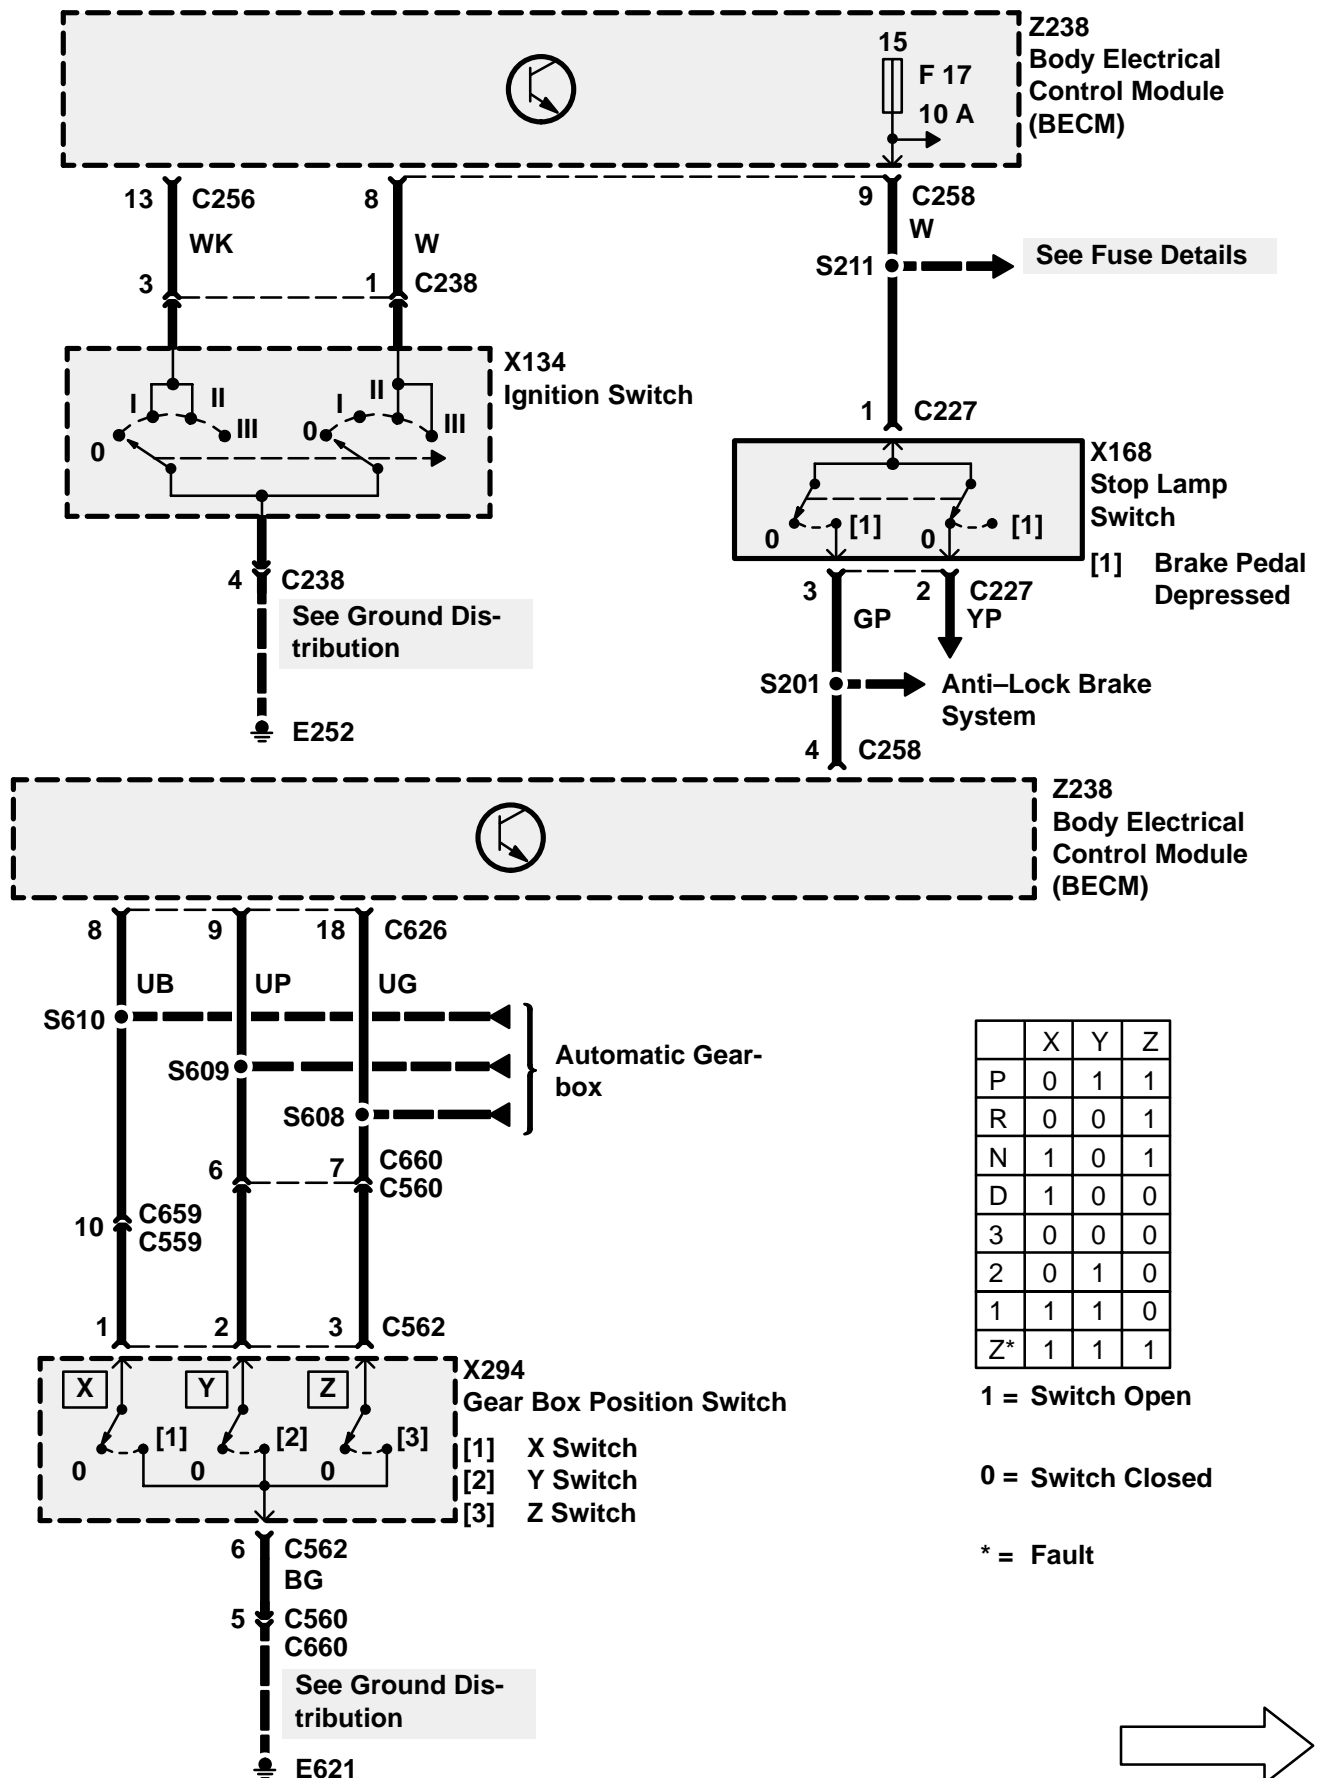 Z238
Body Electrical
Control Module
(BECM)
15
F 17
10 A
13 C256
8
9 C258
WK
W
W
S211
See Fuse Details
3
1 C238
X134
Ignition Switch
I
II
III
0
I
II
III
0
1 C227
X168
Stop Lamp
Switch
0
[1]
0
[1]
[1] Brake Pedal
Depressed
4 C238
See Ground Dis-
tribution
E252
3
2 C227
GP
YP
S201
Anti–Lock Brake
System
4 C258
Z238
Body Electrical
Control Module
(BECM)
8
9
18 C626
UB
UP
UG
S610
S609
S608
Automatic Gear-
box
6
7 C660
C560
10 C659
C559
1
2
3 C562
X
Y
Z
X294
Gear Box Position Switch
[1]
[2]
[3]
0
0
0
[1] X Switch
[2] Y Switch
[3] Z Switch
6 C562
BG
5 C560
C660
See Ground Dis-
tribution
E621
X Y Z
P 0 1 1
R 0 0 1
N 1 0 1
D 1 0 0
3 0 0 0
2 0 1 0
1 1 1 0
Z* 1 1 1
1 = Switch Open
0 = Switch Closed
* = Fault